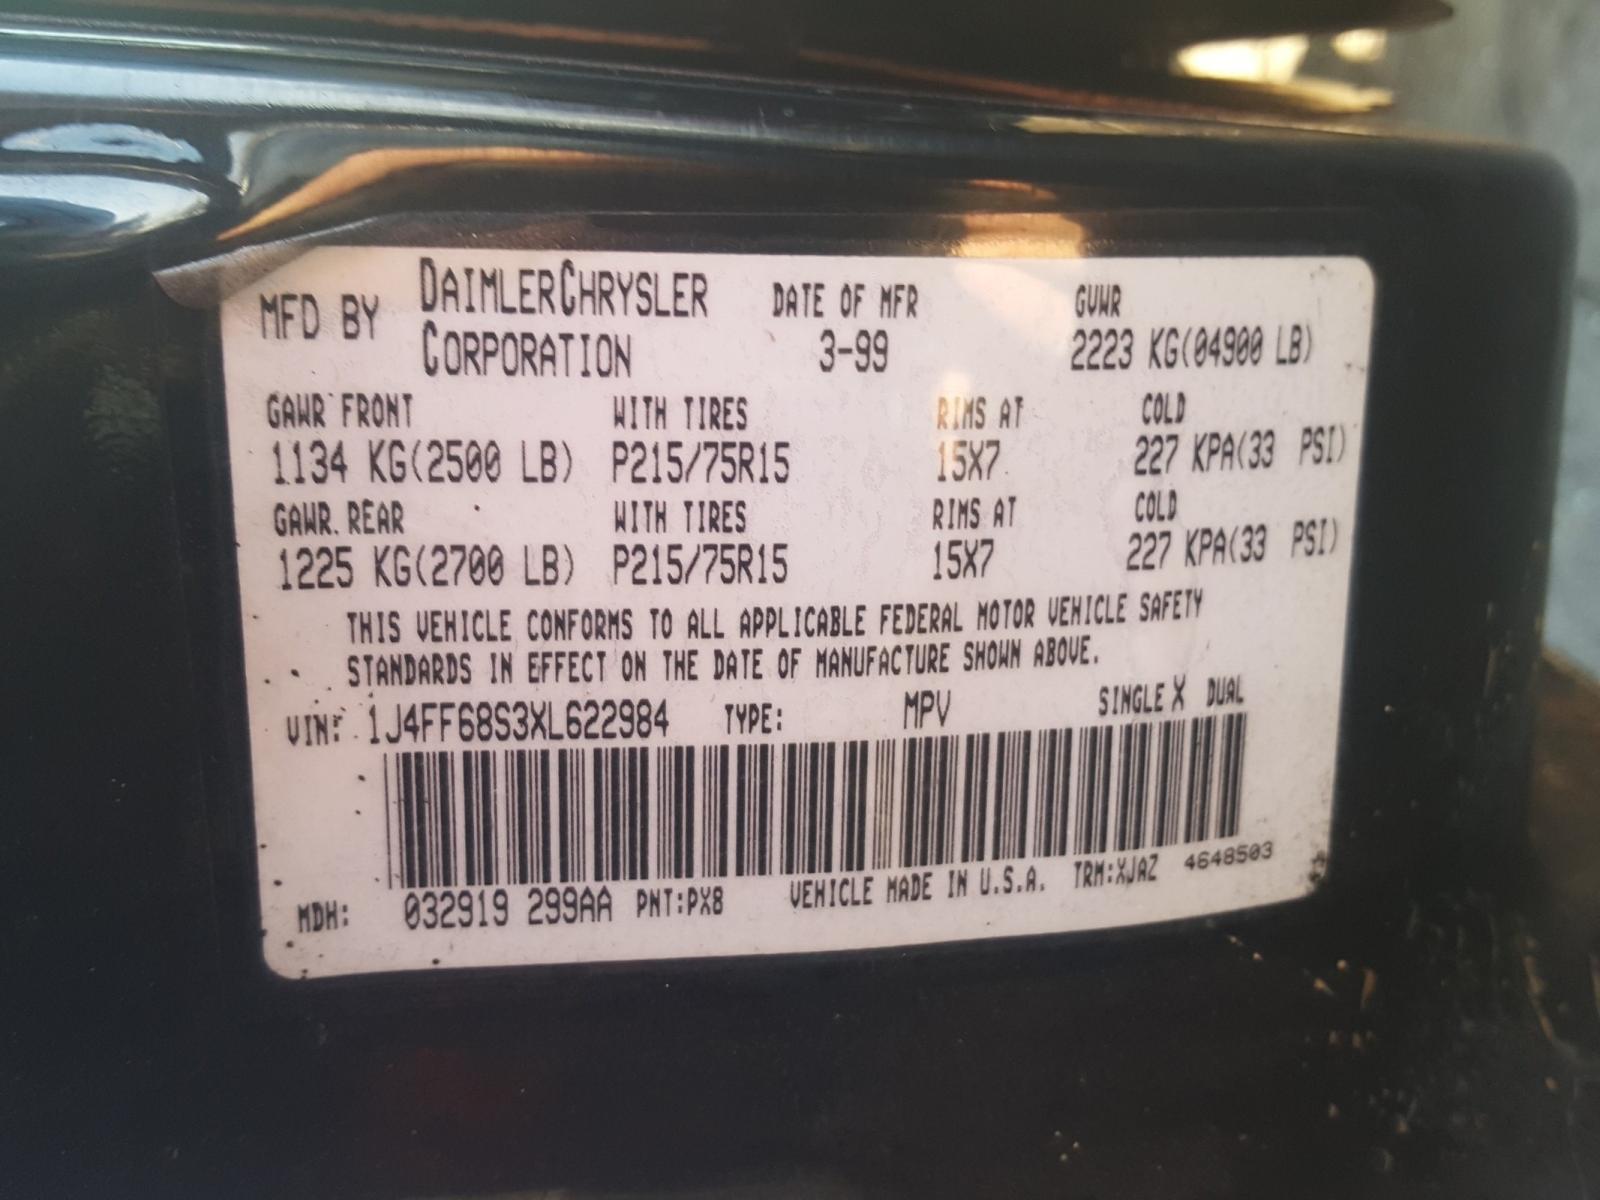 MFD BY DAIMLERCHRYSLER CORPORATION DATE OF MFR 3-99 GVWR 2223 KG(04900 LB)
GAWR FRONT WITH TIRES RIMS AT COLD
1134 KG(2500 LB) P215/75R15 15X7 227 KPA(33 PSI)
GAWR REAR WITH TIRES RIMS AT COLD
1225 KG(2700 LB) P215/75R15 15X7 227 KPA(33 PSI)
THIS VEHICLE CONFORMS TO ALL APPLICABLE FEDERAL MOTOR VEHICLE SAFETY
STANDARDS IN EFFECT ON THE DATE OF MANUFACTURE SHOWN ABOVE.
VIN: 1J4FF68S3XL622984 TYPE: MPV SINGLE X DUAL
MDH: 032919 299AA PNT:PX8 VEHICLE MADE IN U.S.A. TRM:XJAZ 4648503